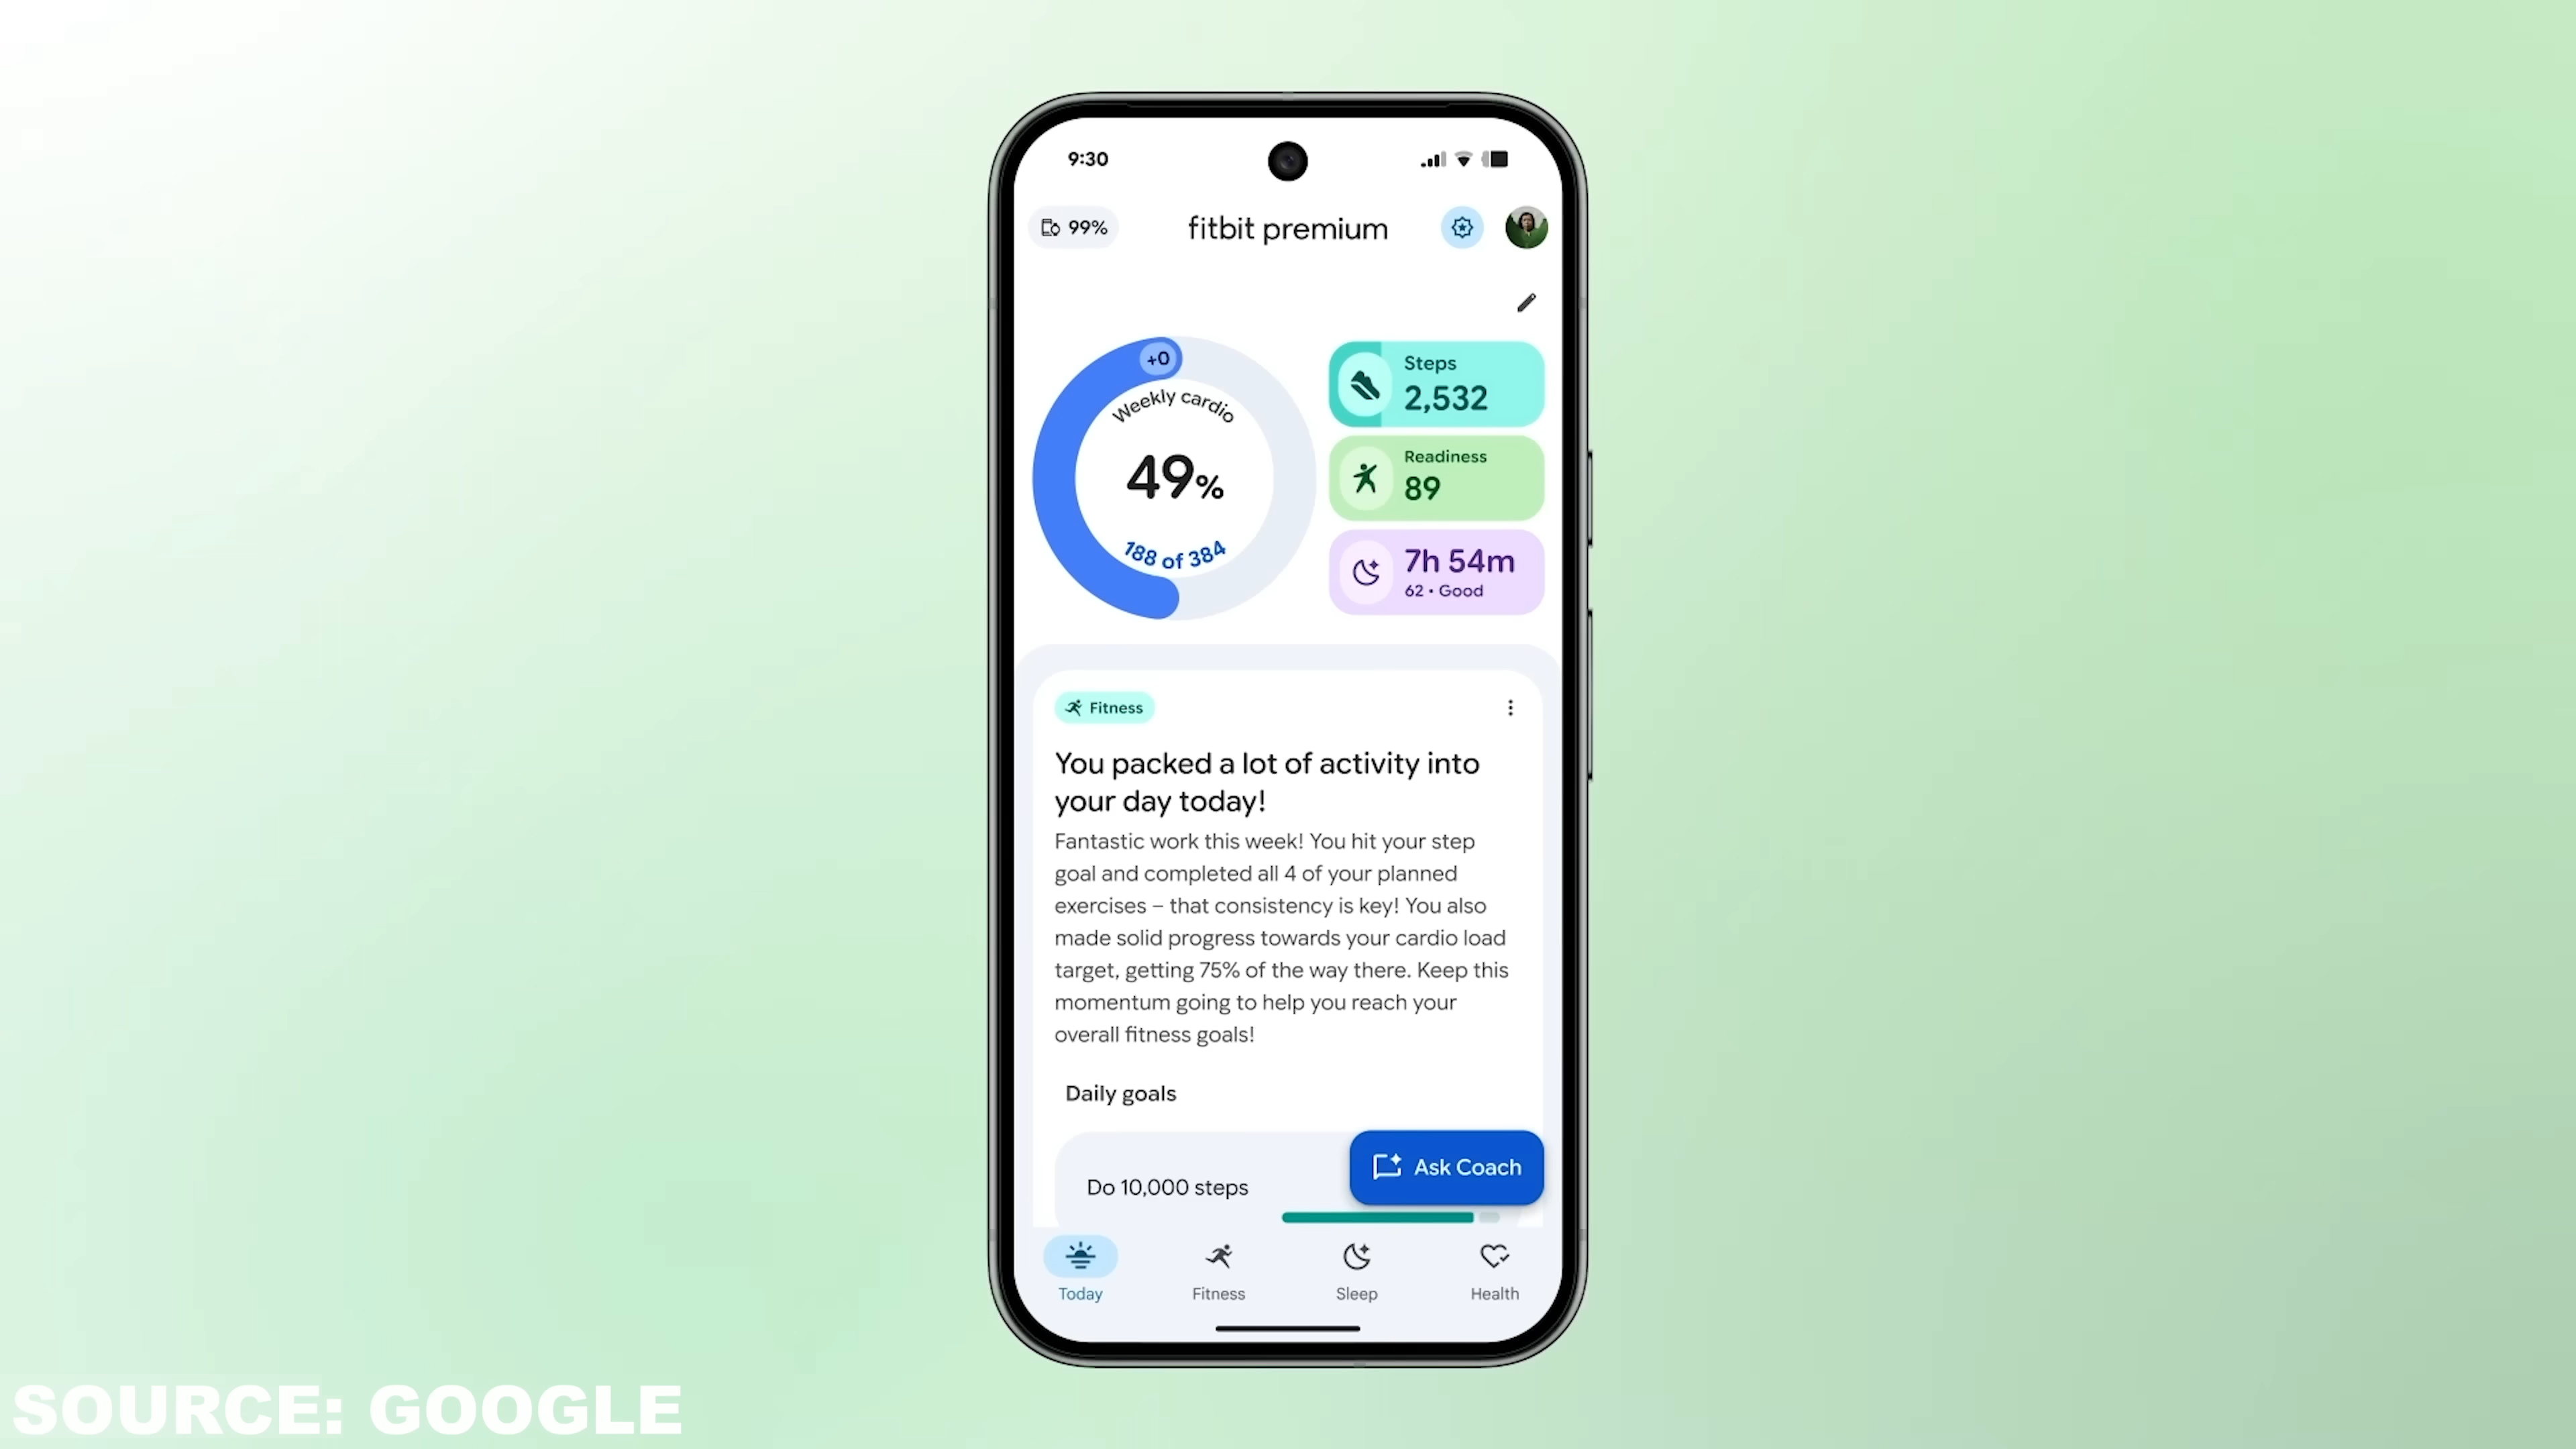 9:30
99%
fitbit premium
+0
Weekly cardio
49%
188 of 384
Steps
2,532
Readiness
89
7h 54m
62 • Good
Fitness
You packed a lot of activity into
your day today!
Fantastic work this week! You hit your step
goal and completed all 4 of your planned
exercises – that consistency is key! You also
made solid progress towards your cardio load
target, getting 75% of the way there. Keep this
momentum going to help you reach your
overall fitness goals!
Daily goals
Do 10,000 steps
Ask Coach
Today
Fitness
Sleep
Health
SOURCE: GOOGLE